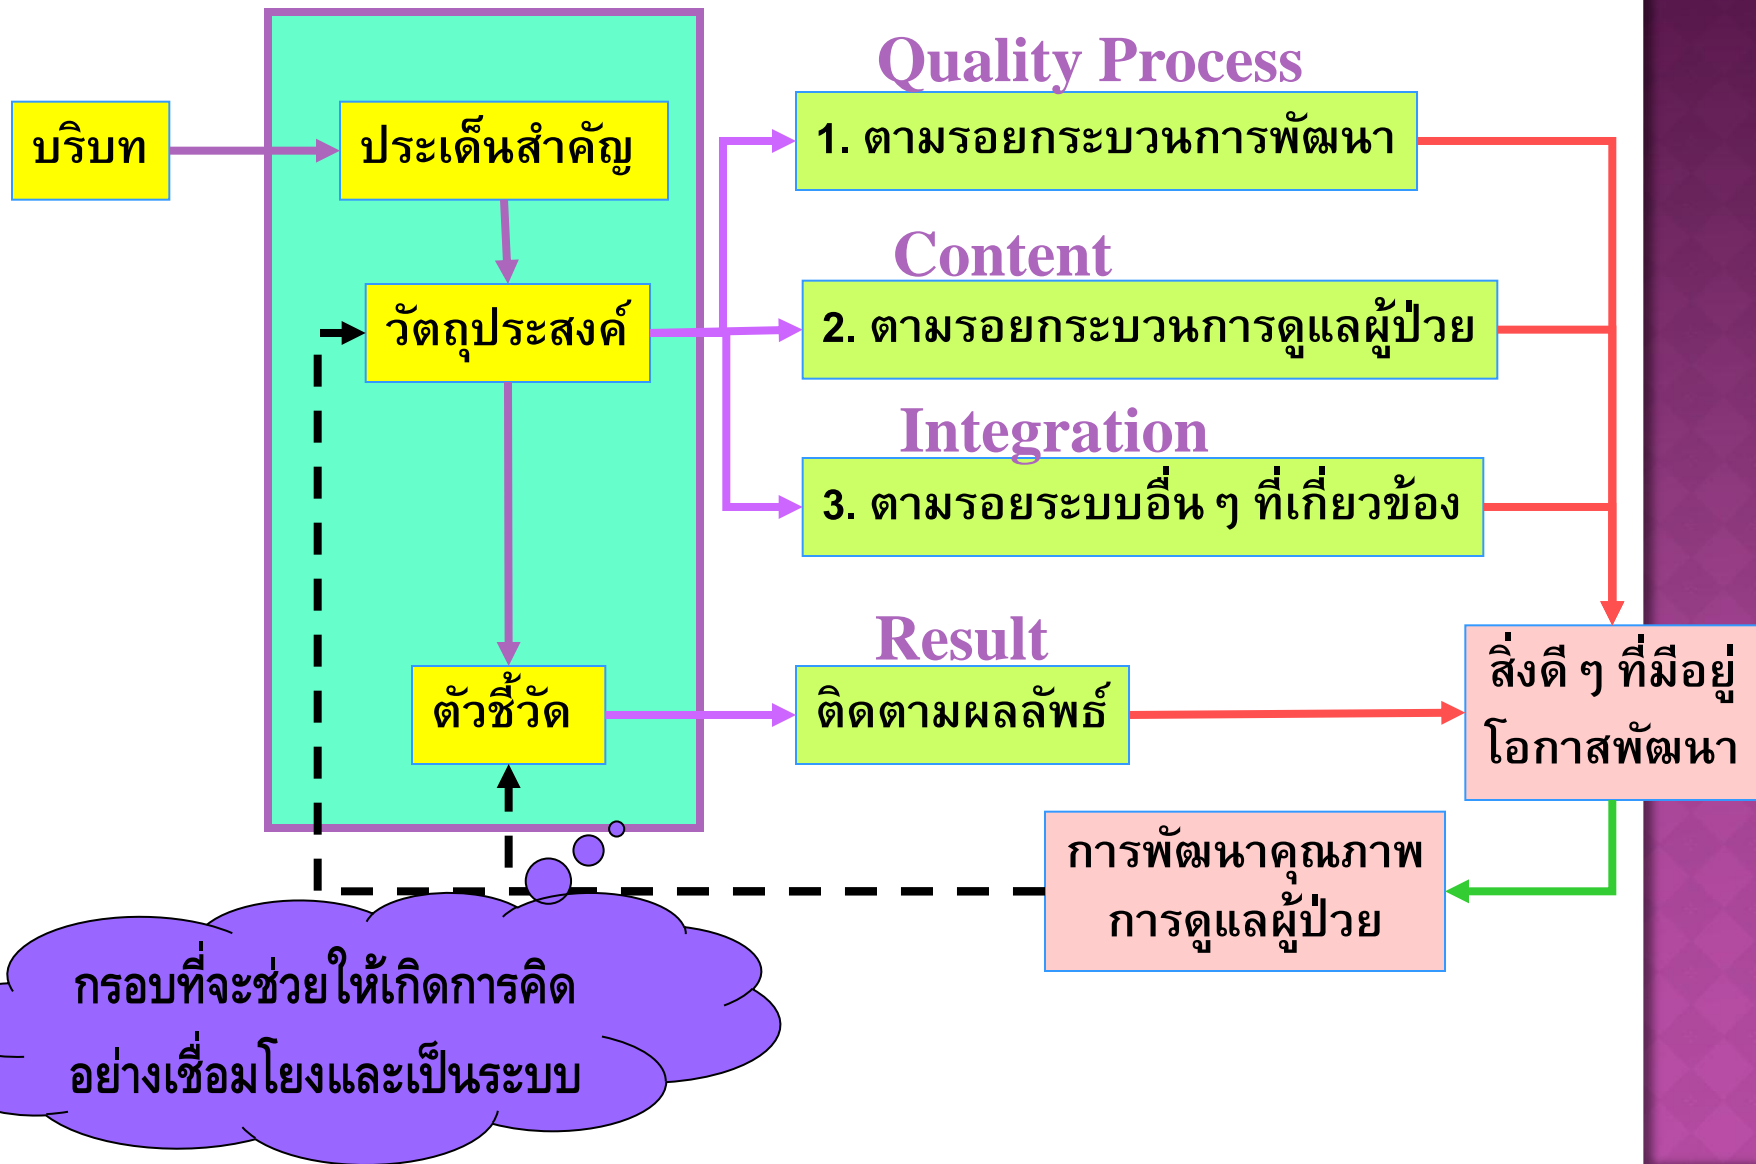 Quality Process
บริบท
ประเด็นสำคัญ
1. ตามรอยกระบวนการพัฒนา
Content
วัตถุประสงค์
2. ตามรอยกระบวนการดูแลผู้ป่วย
Integration
3. ตามรอยระบบอื่น ๆ ที่เกี่ยวข้อง
Result
ตัวชี้วัด
ติดตามผลลัพธ์
สิ่งดี ๆ ที่มีอยู่
โอกาสพัฒนา
การพัฒนาคุณภาพ
การดูแลผู้ป่วย
กรอบที่จะช่วยให้เกิดการคิด
อย่างเชื่อมโยงและเป็นระบบ